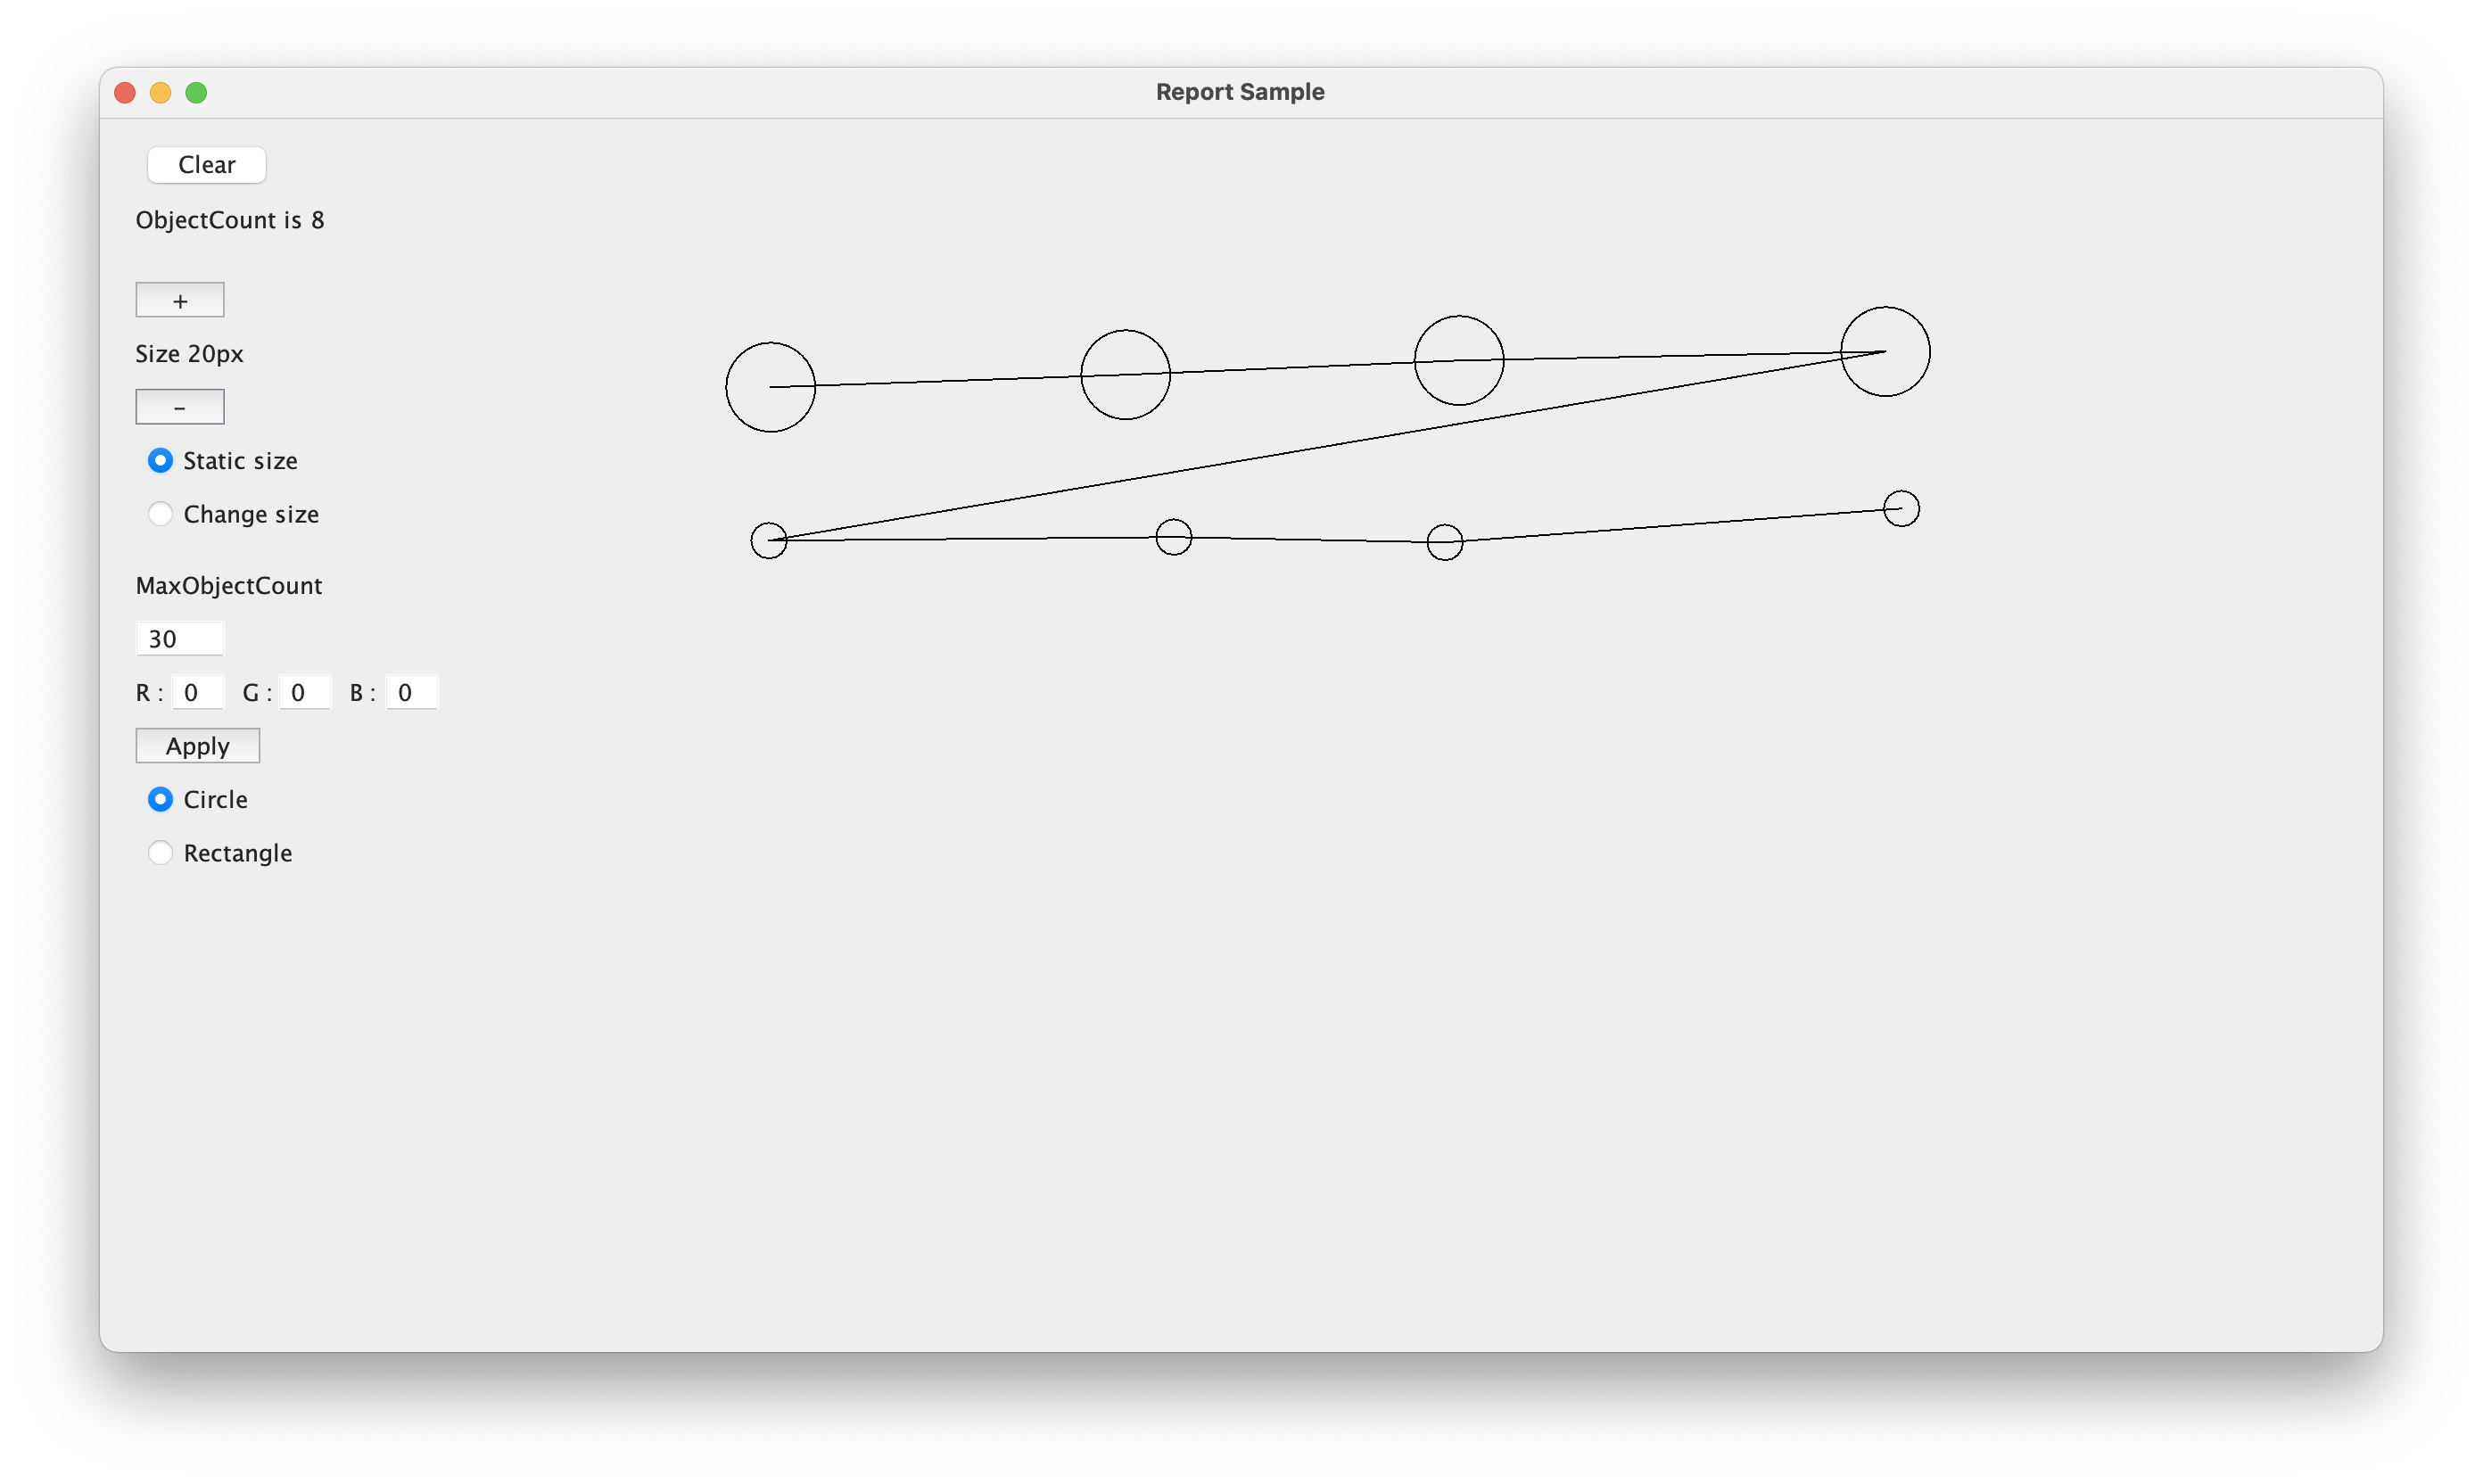 Report Sample
Clear
ObjectCount is 8
+
Size 20px
-
Static size
Change size
MaxObjectCount
30
R : 0 G : 0 B : 0
Apply
Circle
Rectangle